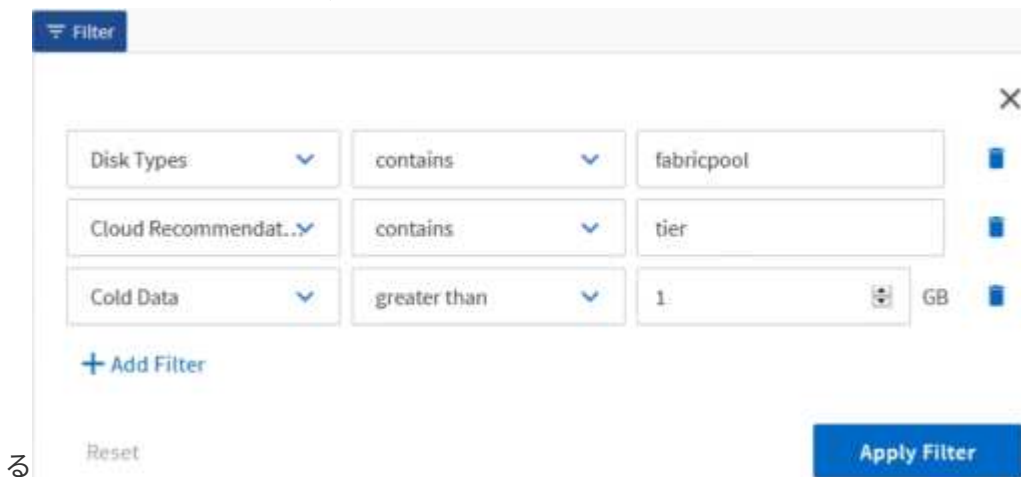 Filter
Disk Types contains fabricpool
Cloud Recommendat... contains tier
Cold Data greater than 1 GB
+ Add Filter
Reset Apply Filter
る